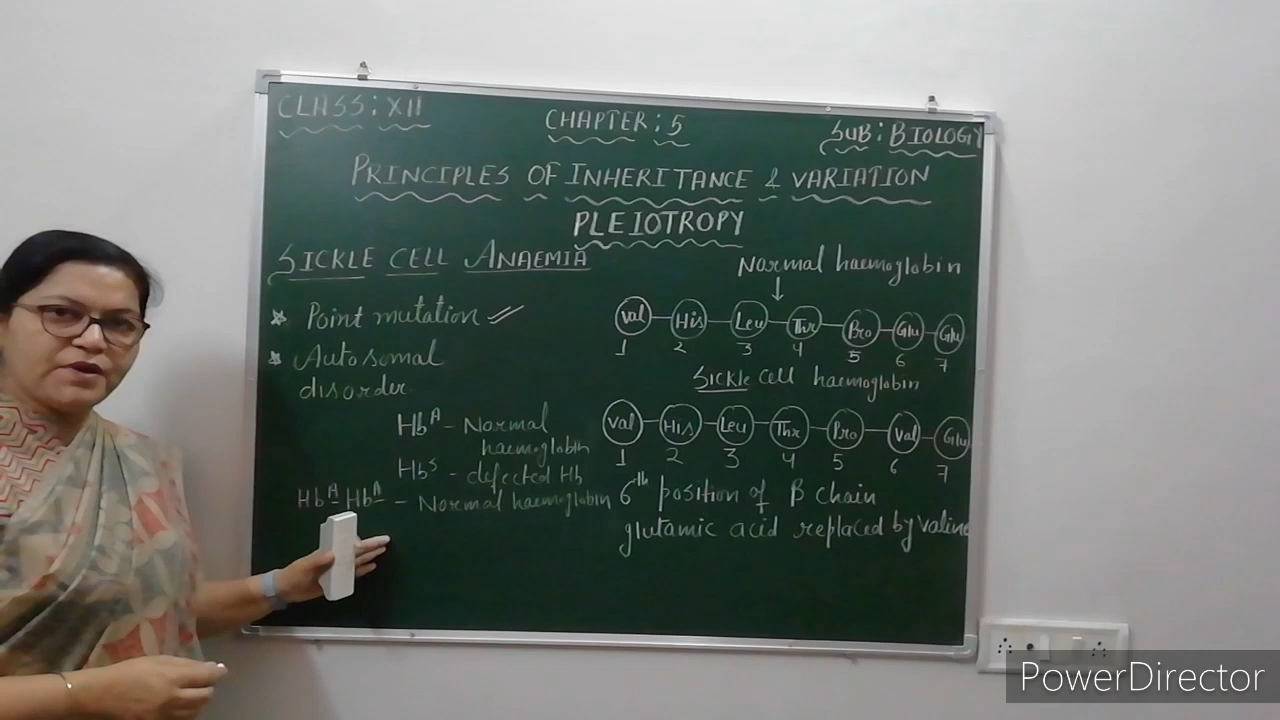 CLASS: XII
CHAPTER: 5
SUB: BIOLOGY
PRINCIPLES OF INHERITANCE & VARIATION
PLEIOTROPY
SICKLE CELL ANAEMIA
Point mutation
Autosomal
disorder
Hb^A - Normal
haemoglobin
Hb^S - defected Hb
Hb^A Hb^A - Normal haemoglobin
Normal haemoglobin
Val His Leu Thr Pro Glu Glu
1 2 3 4 5 6 7
Sickle cell haemoglobin
Val His Leu Thr Pro Val Glu
1 2 3 4 5 6 7
6th position of β chain
glutamic acid replaced by Valine
PowerDirector